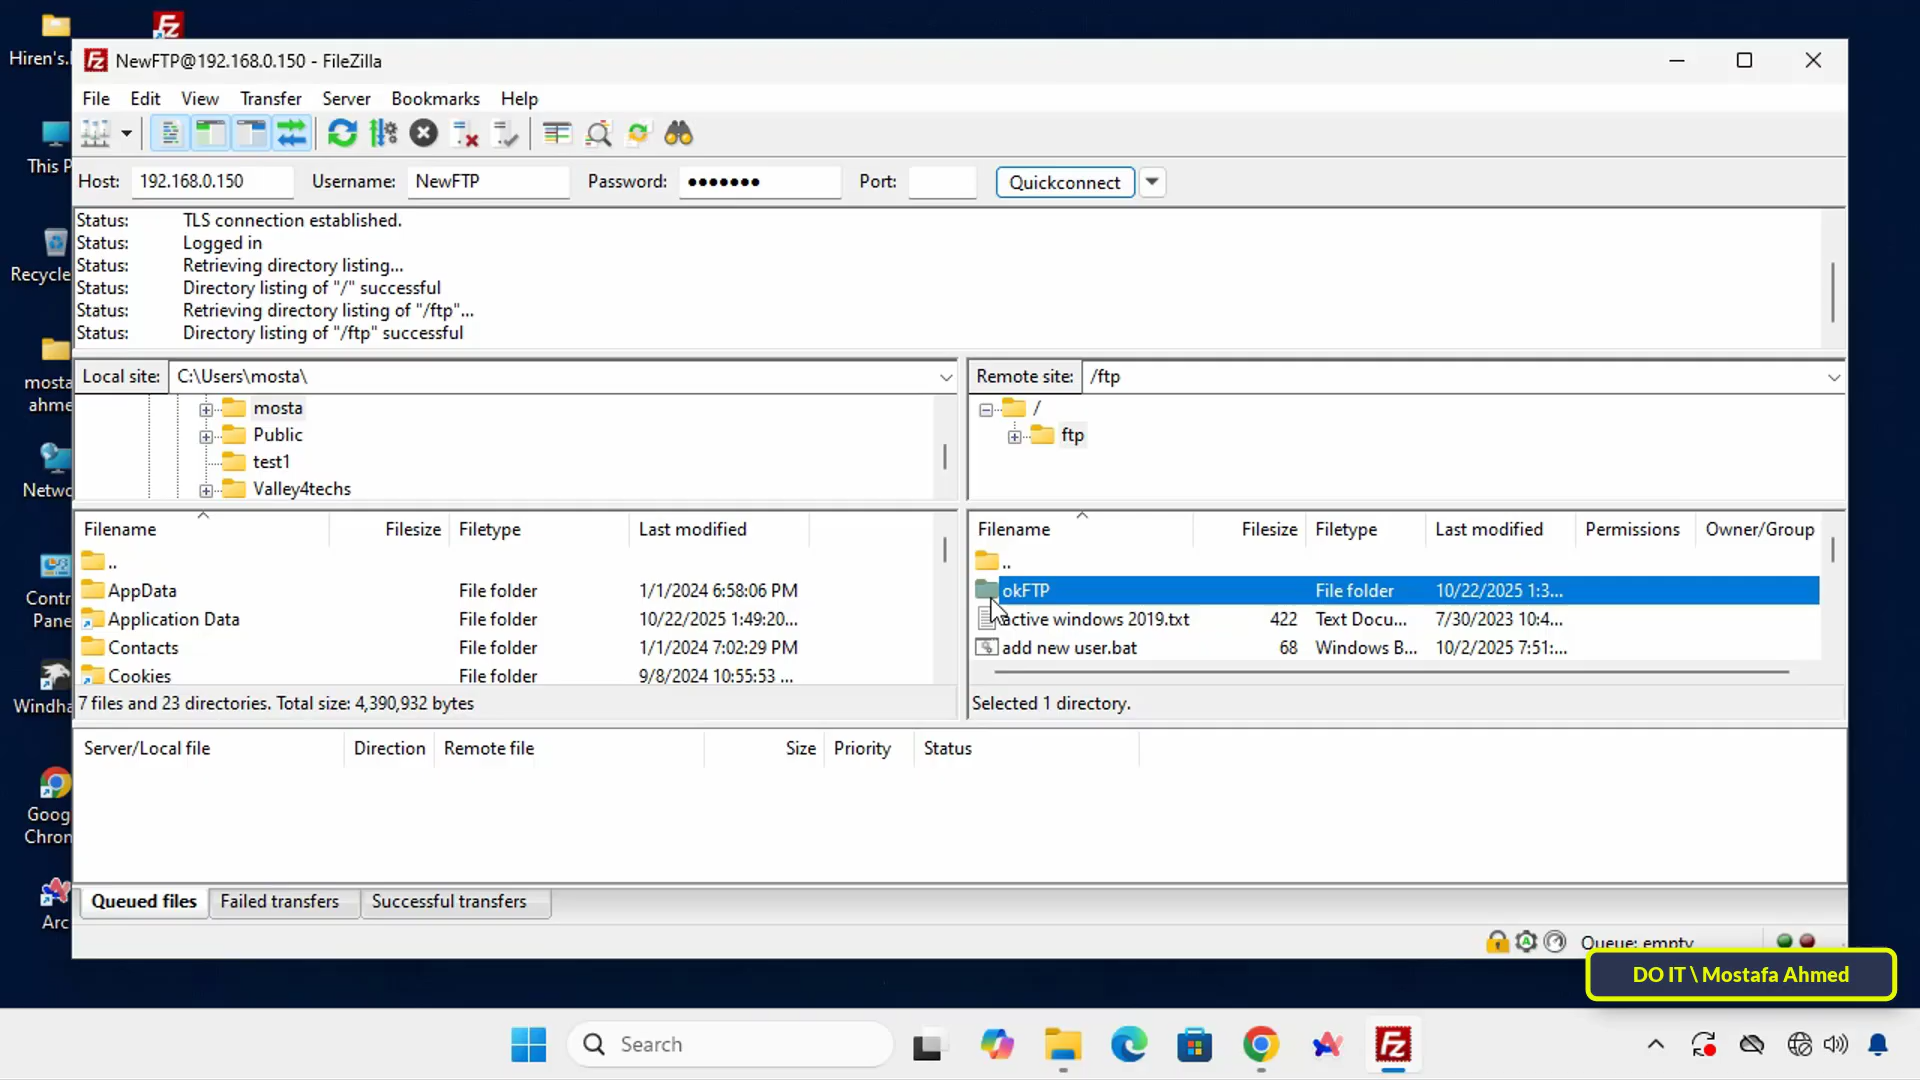 Hiren's.
NewFTP@192.168.0.150 - FileZilla
File Edit View Transfer Server Bookmarks Help
This P
Host: 192.168.0.150 Username: NewFTP Password: ●●●●●●● Port: Quickconnect
Status: TLS connection established.
Status: Logged in
Status: Retrieving directory listing...
Status: Directory listing of "/" successful
Status: Retrieving directory listing of "/ftp"...
Status: Directory listing of "/ftp" successful
Recycle
mosta
ahme
Netwo
Contr
Pane
Windha
Goog
Chron
Arc
Local site: C:\Users\mosta\
mosta
Public
test1
Valley4techs
Remote site: /ftp
/
ftp
Filename Filesize Filetype Last modified
..
AppData File folder 1/1/2024 6:58:06 PM
Application Data File folder 10/22/2025 1:49:20...
Contacts File folder 1/1/2024 7:02:29 PM
Cookies File folder 9/8/2024 10:55:53 ...
7 files and 23 directories. Total size: 4,390,932 bytes
Filename Filesize Filetype Last modified Permissions Owner/Group
..
okFTP File folder 10/22/2025 1:3...
active windows 2019.txt 422 Text Docu... 7/30/2023 10:4...
add new user.bat 68 Windows B... 10/2/2025 7:51:...
Selected 1 directory.
Server/Local file Direction Remote file Size Priority Status
Queued files Failed transfers Successful transfers
Queue: empty
DO IT \ Mostafa Ahmed
Search